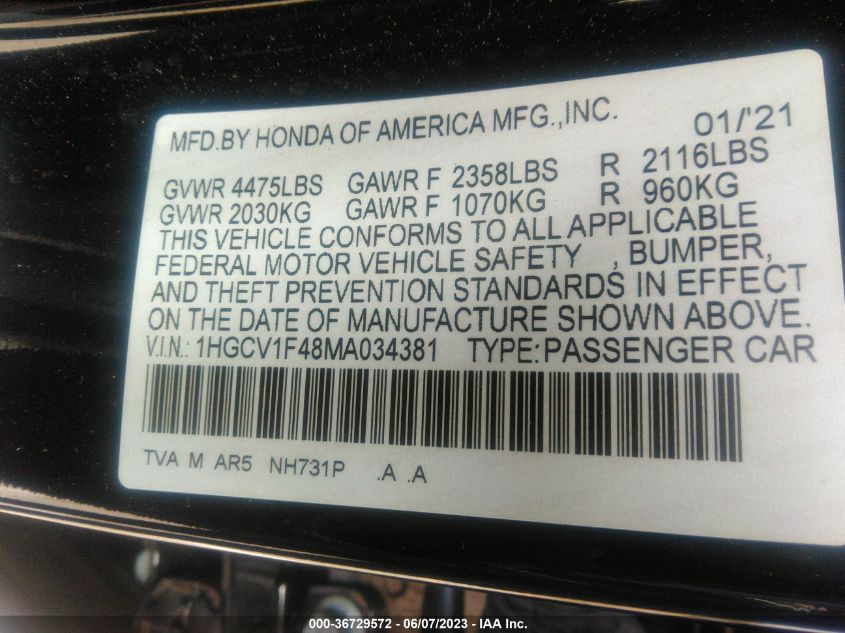 MFD.BY HONDA OF AMERICA MFG.,INC. 01/'21
GVWR 4475LBS GAWR F 2358LBS R 2116LBS
GVWR 2030KG GAWR F 1070KG R 960KG
THIS VEHICLE CONFORMS TO ALL APPLICABLE
FEDERAL MOTOR VEHICLE SAFETY , BUMPER,
AND THEFT PREVENTION STANDARDS IN EFFECT
ON THE DATE OF MANUFACTURE SHOWN ABOVE.
V.I.N.: 1HGCV1F48MA034381 TYPE:PASSENGER CAR
TVA M AR5 NH731P .A .A
000-36729572 - 06/07/2023 - IAA Inc.